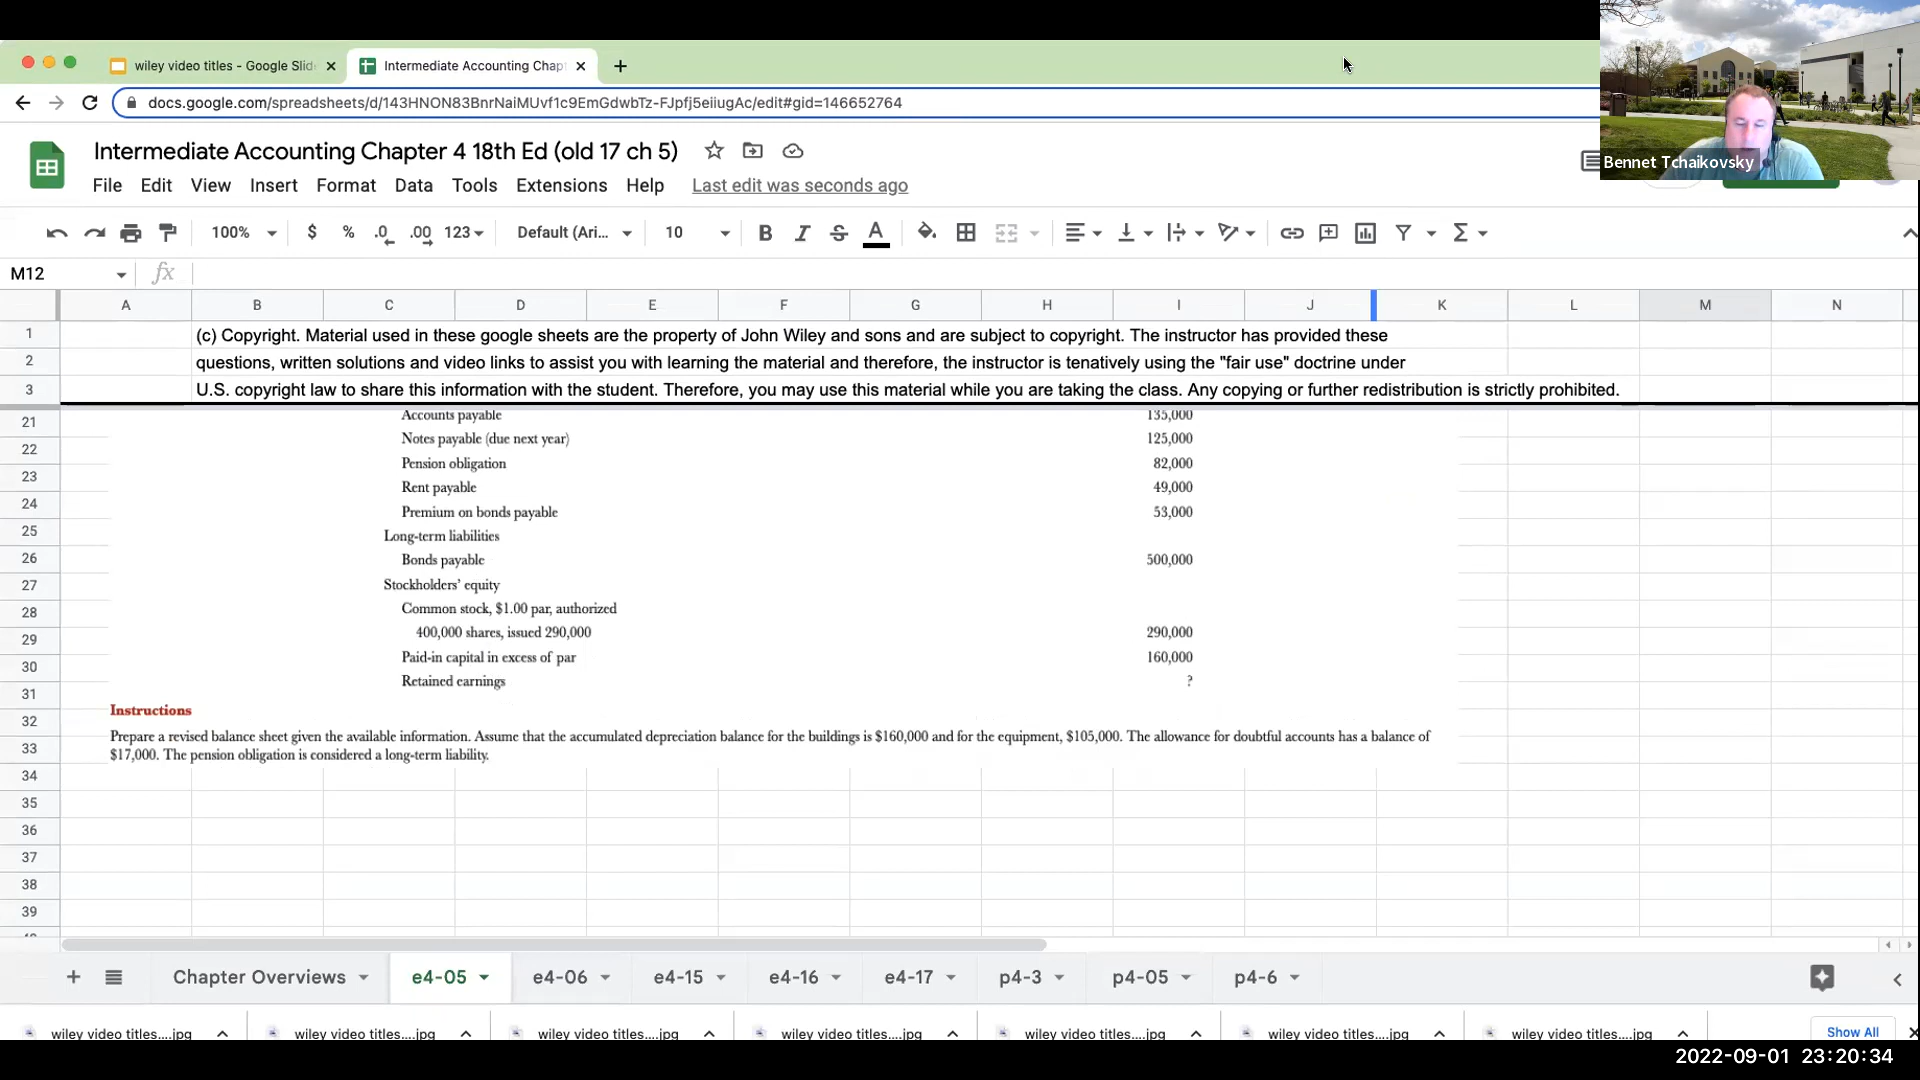 wiley video titles - Google Slide
Intermediate Accounting Chap
docs.google.com/spreadsheets/d/143HNON83BnrNaiMUvf1c9EmGdwbTz-FJpfj5eiiugAc/edit#gid=146652764
Bennet Tchaikovsky
Intermediate Accounting Chapter 4 18th Ed (old 17 ch 5)
File Edit View Insert Format Data Tools Extensions Help Last edit was seconds ago
100% $ % .0 .00 123 Default (Ari... 10 B I S A
M12 fx
A B C D E F G H I J K L M N
1 (c) Copyright. Material used in these google sheets are the property of John Wiley and sons and are subject to copyright. The instructor has provided these
2 questions, written solutions and video links to assist you with learning the material and therefore, the instructor is tenatively using the "fair use" doctrine under
3 U.S. copyright law to share this information with the student. Therefore, you may use this material while you are taking the class. Any copying or further redistribution is strictly prohibited.
21 Accounts payable 135,000
22 Notes payable (due next year) 125,000
23 Pension obligation 82,000
Rent payable 49,000
24 Premium on bonds payable 53,000
25 Long-term liabilities
26 Bonds payable 500,000
27 Stockholders' equity
28 Common stock, $1.00 par, authorized
29 400,000 shares, issued 290,000 290,000
30 Paid-in capital in excess of par 160,000
31 Retained earnings ?
Instructions
32 Prepare a revised balance sheet given the available information. Assume that the accumulated depreciation balance for the buildings is $160,000 and for the equipment, $105,000. The allowance for doubtful accounts has a balance of
33 $17,000. The pension obligation is considered a long-term liability.
34
35
36
37
38
39
Chapter Overviews e4-05 e4-06 e4-15 e4-16 e4-17 p4-3 p4-05 p4-6
wiley video titles....jpg wiley video titles....jpg wiley video titles....jpg wiley video titles....jpg wiley video titles....jpg wiley video titles....jpg wiley video titles....jpg Show All
2022-09-01 23:20:34